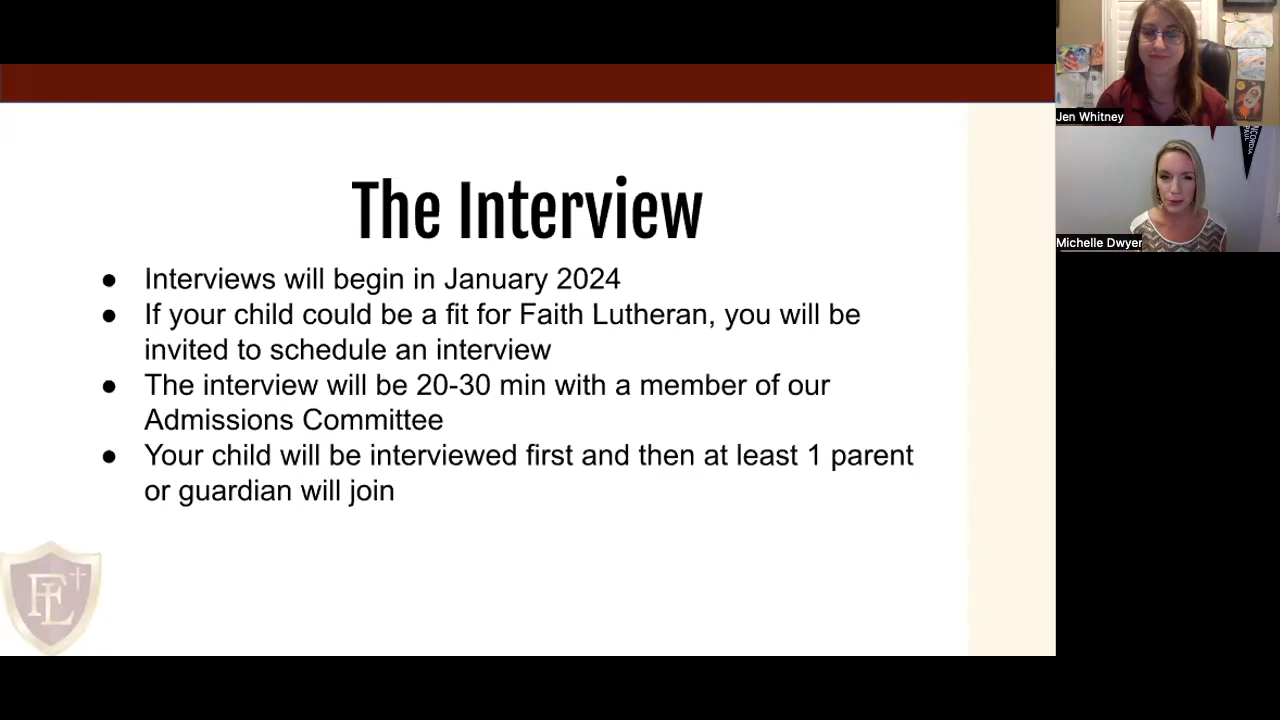 The Interview
● Interviews will begin in January 2024
● If your child could be a fit for Faith Lutheran, you will be
invited to schedule an interview
● The interview will be 20-30 min with a member of our
Admissions Committee
● Your child will be interviewed first and then at least 1 parent
or guardian will join
FL
Jen Whitney
NCORDIA
PAUL
Michelle Dwyer